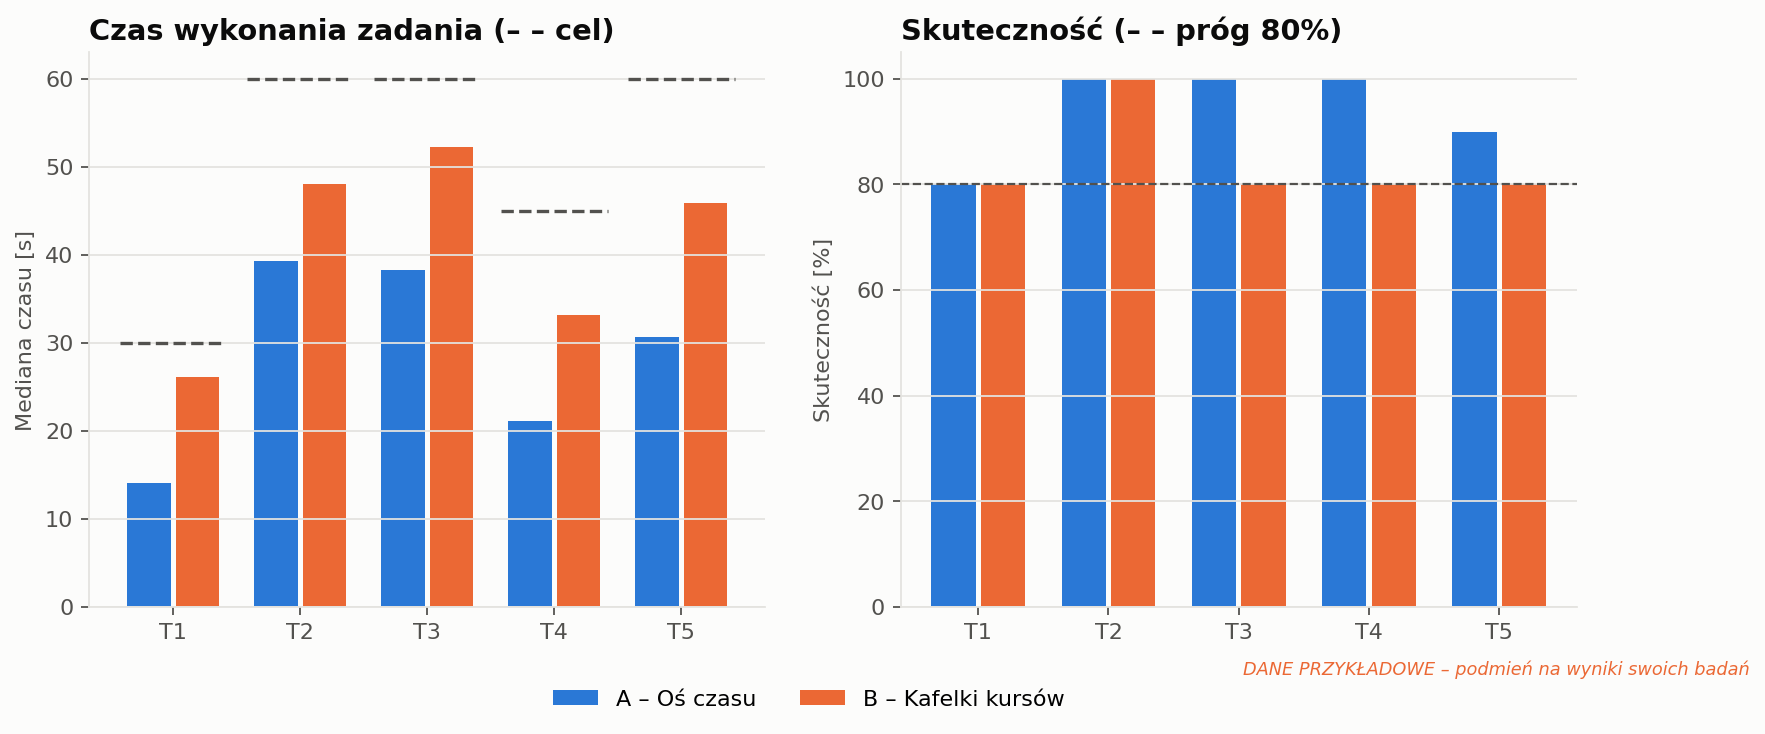 Czas wykonania zadania (– – cel)
Mediana czasu [s]
60
50
40
30
20
10
0
T1 T2 T3 T4 T5
Skuteczność (– – próg 80%)
Skuteczność [%]
100
80
60
40
20
0
T1 T2 T3 T4 T5
DANE PRZYKŁADOWE – podmień na wyniki swoich badań
A – Oś czasu B – Kafelki kursów